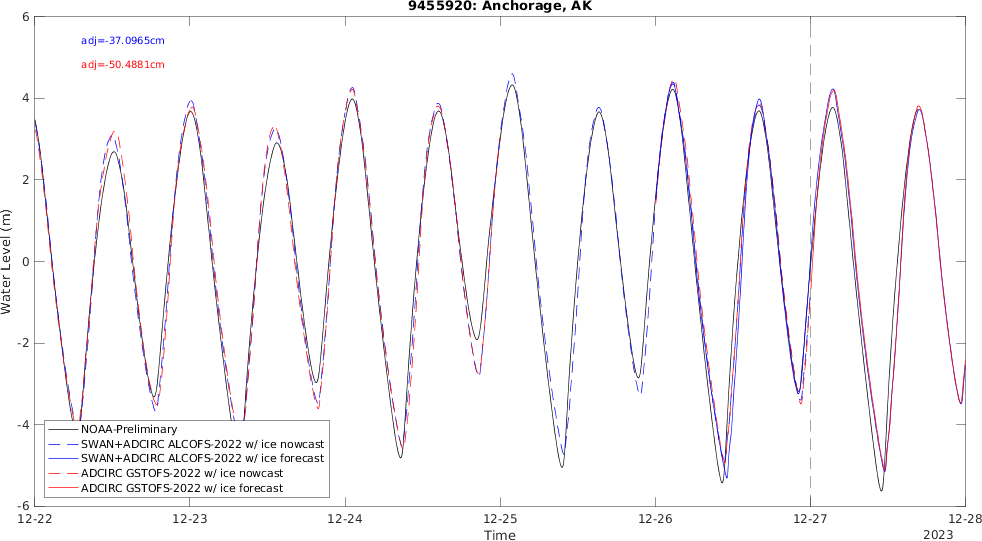 9455920: Anchorage, AK
adj=-37.0965cm
adj=-50.4881cm
6
4
2
0
-2
-4
-6
Water Level (m)
NOAA-Preliminary
SWAN+ADCIRC ALCOFS-2022 w/ ice nowcast
SWAN+ADCIRC ALCOFS-2022 w/ ice forecast
ADCIRC GSTOFS-2022 w/ ice nowcast
ADCIRC GSTOFS-2022 w/ ice forecast
12-22 12-23 12-24 12-25 12-26 12-27 12-28
Time 2023